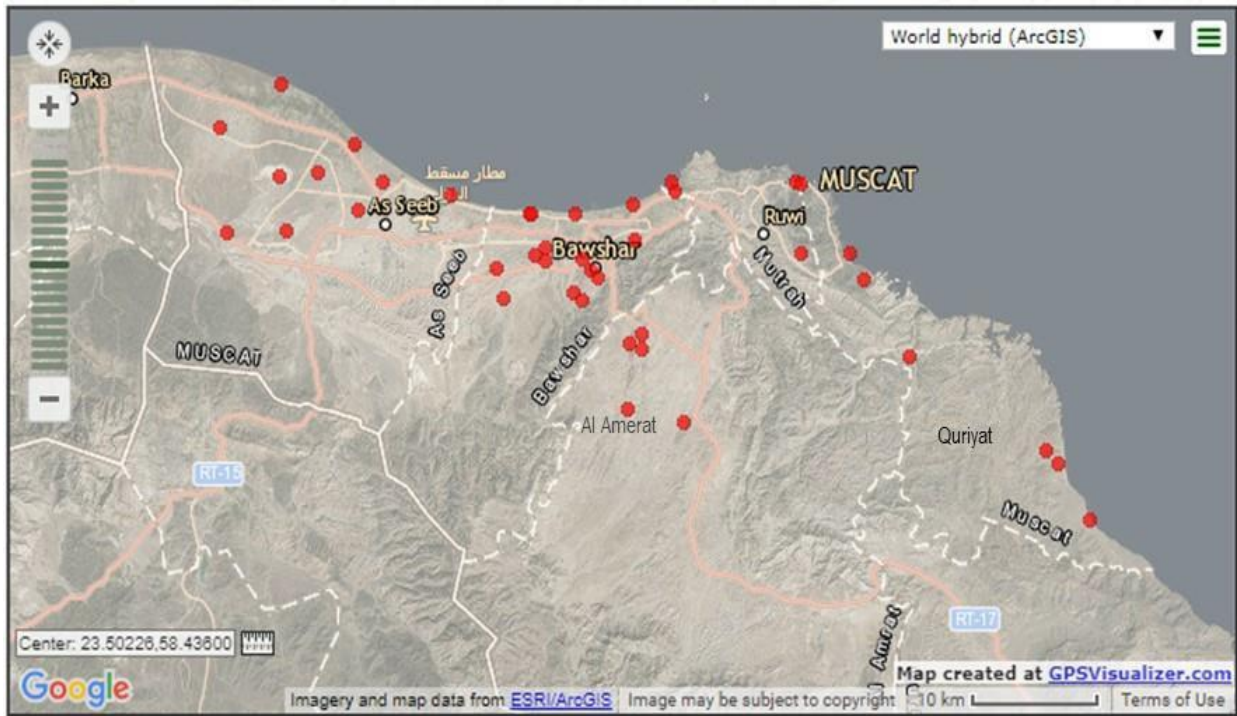 World hybrid (ArcGIS)
Barka
مطار مسقط
MUSCAT
As Seeb
Ruwi
Bawshar
As Seeb
Mutrah
MUSCAT
Bawshar
Al Amerat
Quriyat
RT-15
Muscat
RT-17
Center: 23.50226,58.43600
Amrat
Map created at GPSVisualizer.com
Google
Imagery and map data from ESRI/ArcGIS
Image may be subject to copyright
10 km
Terms of Use